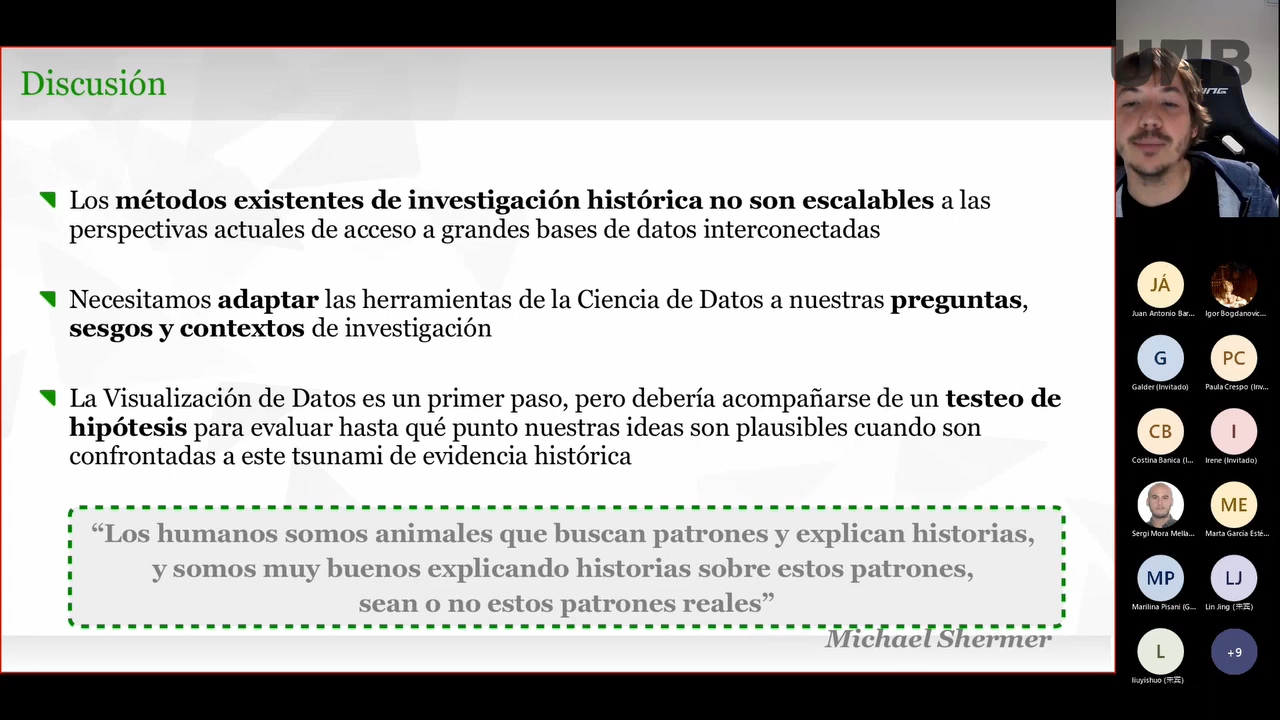 Discusión
Los métodos existentes de investigación histórica no son escalables a las
perspectivas actuales de acceso a grandes bases de datos interconectadas
Necesitamos adaptar las herramientas de la Ciencia de Datos a nuestras preguntas,
sesgos y contextos de investigación
La Visualización de Datos es un primer paso, pero debería acompañarse de un testeo de
hipótesis para evaluar hasta qué punto nuestras ideas son plausibles cuando son
confrontadas a este tsunami de evidencia histórica
“Los humanos somos animales que buscan patrones y explican historias,
y somos muy buenos explicando historias sobre estos patrones,
sean o no estos patrones reales”
Michael Shermer
JÁ
Juan Antonio Bar...
Igor Bogdanovic...
G
Galder (Invitado)
PC
Paula Crespo (Inv...
CB
Costina Banica (I...
I
Irene (Invitado)
Sergi Mora Mella...
ME
Marta García Esté...
MP
Marilina Pisani (G...
LJ
Lin Jing (来宾)
L
liuyishuo (来宾)
+9